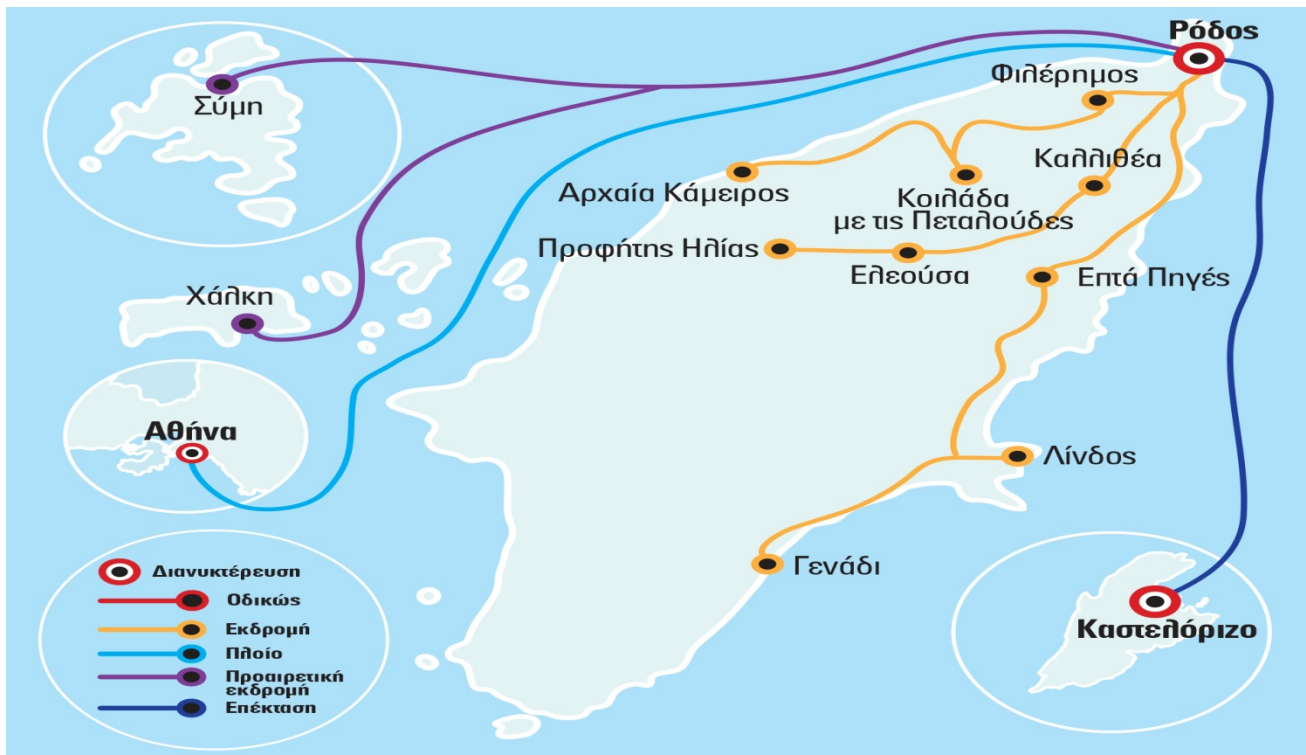 Ρόδος
Φιλέρημος
Σύμη
Καλλιθέα
Αρχαία Κάμειρος
Κοιλάδα
με τις Πεταλούδες
Προφήτης Ηλίας
Ελεούσα
Επτά Πηγές
Χάλκη
Αθήνα
Λίνδος
Γενάδι
Διανυκτέρευση
Οδικώς
Εκδρομή
Πλοίο
Προαιρετική
εκδρομή
Επέκταση
Καστελόριζο